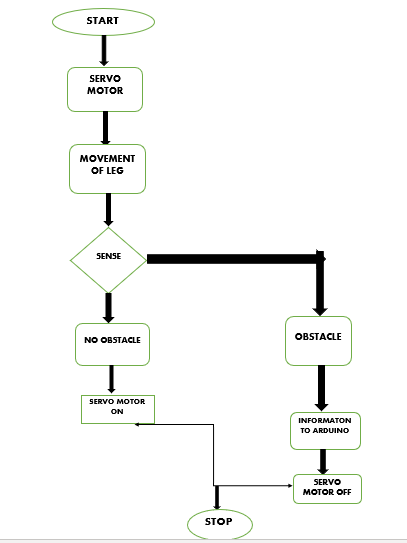 START
SERVO
MOTOR
MOVEMENT
OF LEG
SENSE
NO OBSTACLE
OBSTACLE
SERVO MOTOR
ON
INFORMATON
TO ARDUINO
SERVO
MOTOR OFF
STOP